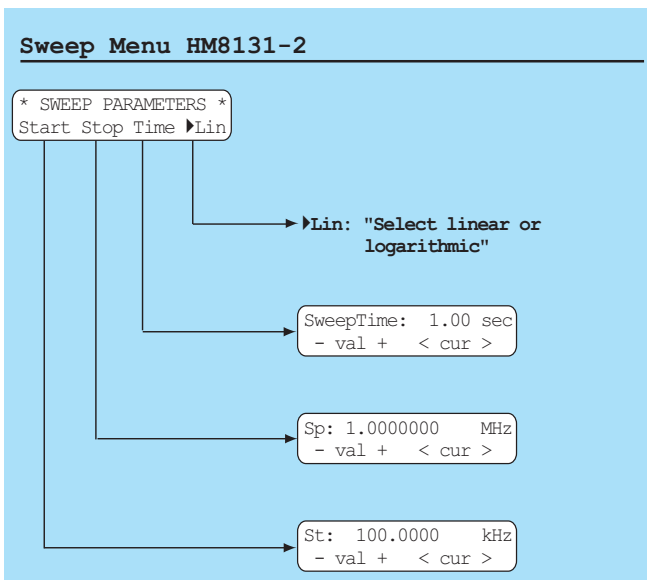 Sweep Menu HM8131-2
* SWEEP PARAMETERS *
Start Stop Time ▶Lin
▶Lin: "Select linear or
logarithmic"
SweepTime: 1.00 sec
- val + < cur >
Sp: 1.0000000 MHz
- val + < cur >
St: 100.0000 kHz
- val + < cur >